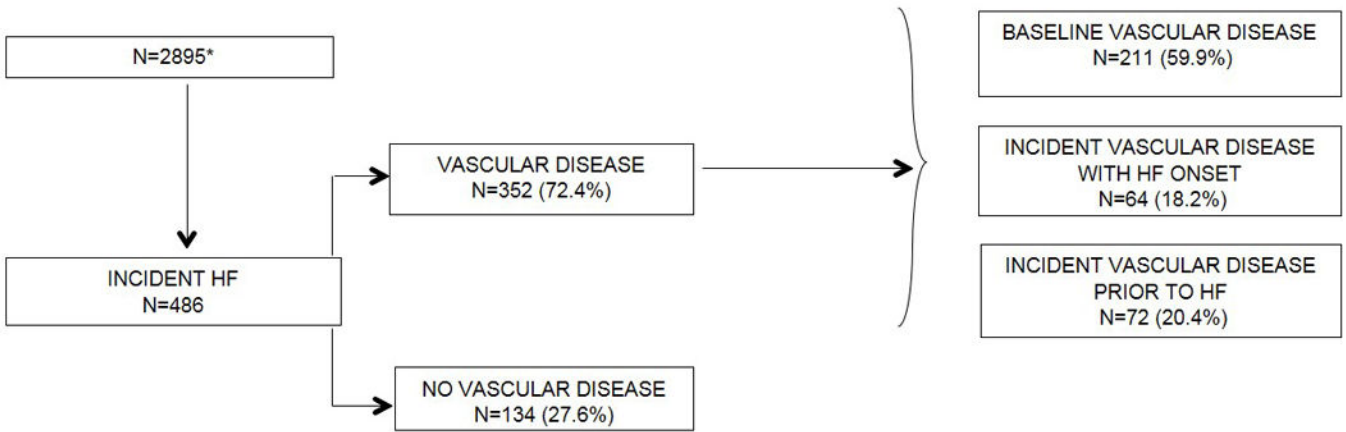 N=2895*
INCIDENT HF
N=486
VASCULAR DISEASE
N=352 (72.4%)
NO VASCULAR DISEASE
N=134 (27.6%)
BASELINE VASCULAR DISEASE
N=211 (59.9%)
INCIDENT VASCULAR DISEASE
WITH HF ONSET
N=64 (18.2%)
INCIDENT VASCULAR DISEASE
PRIOR TO HF
N=72 (20.4%)